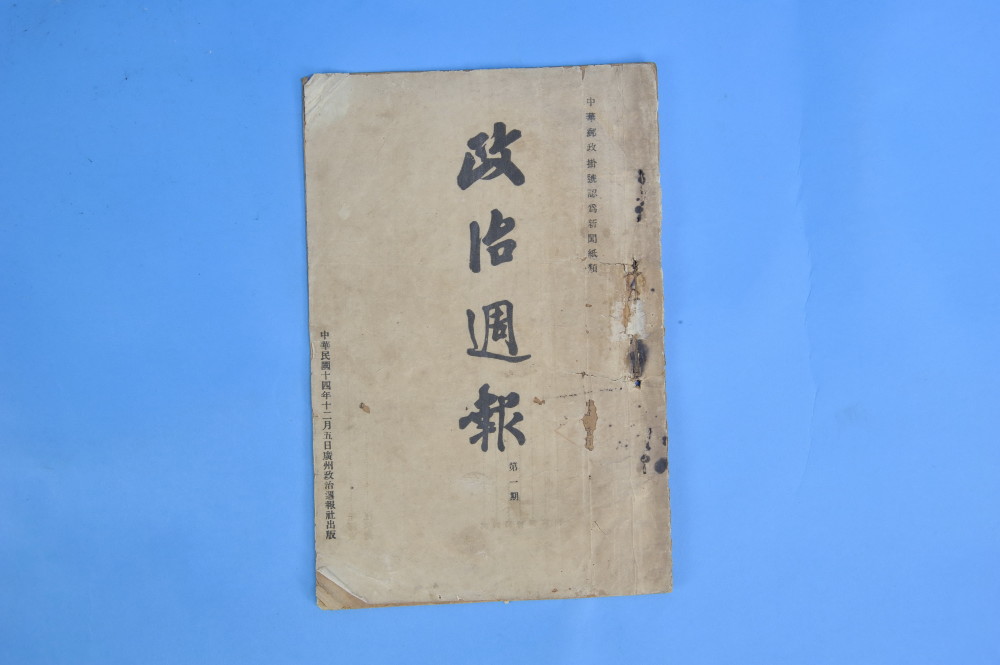 中華郵政掛號認爲新聞紙類
政治週報
第一期
中華民國十四年十二月五日廣州政治週報社出版